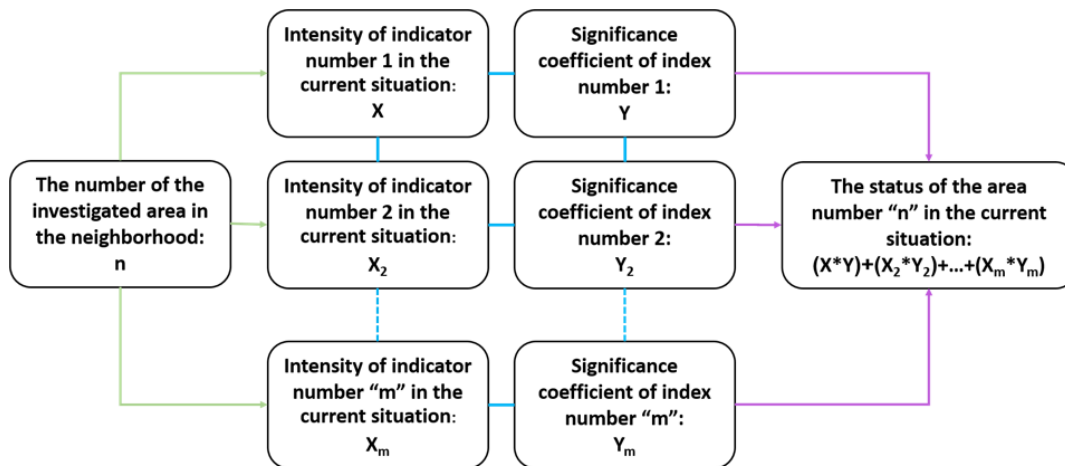 Intensity of indicator
number 1 in the
current situation:
X
Significance
coefficient of index
number 1:
Y
The number of the
investigated area in
the neighborhood:
n
Intensity of indicator
number 2 in the
current situation:
X₂
Significance
coefficient of index
number 2:
Y₂
The status of the area
number “n” in the current
situation:
(X*Y)+(X₂*Y₂)+...+(Xₘ*Yₘ)
Intensity of indicator
number “m” in the
current situation:
Xₘ
Significance
coefficient of index
number “m”:
Yₘ